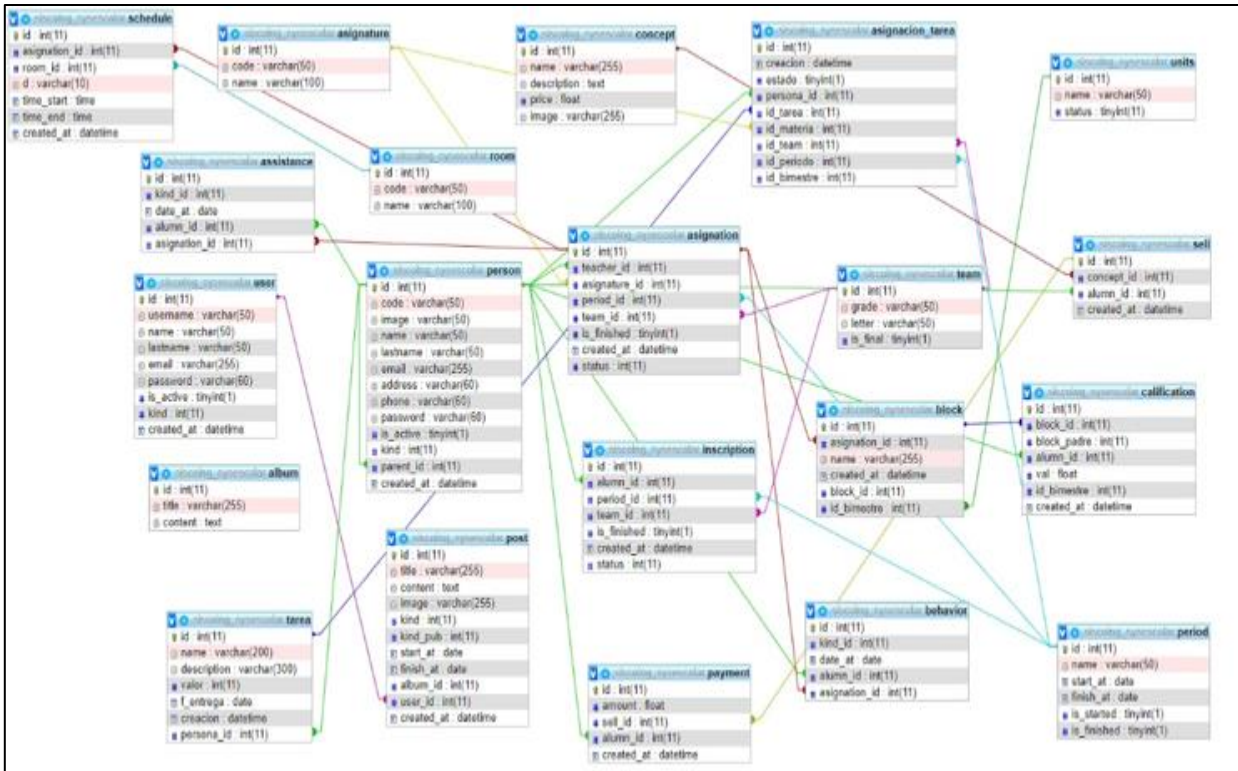 schedule
id : int(11)
asignation_id : int(11)
room_id : int(11)
d : varchar(10)
time_start : time
time_end : time
created_at : datetime
asignature
id : int(11)
code : varchar(50)
name : varchar(100)
concept
id : int(11)
name : varchar(255)
description : text
price : float
image : varchar(255)
asignacion_tarea
id : int(11)
creacion : datetime
estado : tinyint(1)
persona_id : int(11)
id_tarea : int(11)
id_materia : int(11)
id_team : int(11)
id_periodo : int(11)
id_bimestre : int(11)
units
id : int(11)
name : varchar(50)
status : tinyint(11)
assistance
id : int(11)
kind_id : int(11)
date_at : date
alumn_id : int(11)
asignation_id : int(11)
room
id : int(11)
code : varchar(50)
name : varchar(100)
asignation
id : int(11)
teacher_id : int(11)
asignature_id : int(11)
period_id : int(11)
team_id : int(11)
is_finished : tinyint(1)
created_at : datetime
status : int(11)
sell
id : int(11)
concept_id : int(11)
alumn_id : int(11)
created_at : datetime
user
id : int(11)
username : varchar(50)
name : varchar(50)
lastname : varchar(50)
email : varchar(255)
password : varchar(60)
is_active : tinyint(1)
kind : int(11)
created_at : datetime
person
id : int(11)
code : varchar(50)
image : varchar(50)
name : varchar(50)
lastname : varchar(50)
email : varchar(255)
address : varchar(60)
phone : varchar(60)
password : varchar(60)
is_active : tinyint(1)
kind : int(11)
parent_id : int(11)
created_at : datetime
team
id : int(11)
grade : varchar(50)
letter : varchar(50)
is_final : tinyint(1)
block
id : int(11)
asignation_id : int(11)
name : varchar(255)
created_at : datetime
block_id : int(11)
id_bimestre : int(11)
calification
id : int(11)
block_id : int(11)
block_padre : int(11)
alumn_id : int(11)
val : float
id_bimestre : int(11)
created_at : datetime
album
id : int(11)
title : varchar(255)
content : text
inscription
id : int(11)
alumn_id : int(11)
period_id : int(11)
team_id : int(11)
is_finished : tinyint(1)
created_at : datetime
status : int(11)
post
id : int(11)
title : varchar(255)
content : text
image : varchar(255)
kind : int(11)
kind_pub : int(11)
start_at : date
finish_at : date
album_id : int(11)
user_id : int(11)
created_at : datetime
tarea
id : int(11)
name : varchar(200)
description : varchar(300)
valor : int(11)
f_entrega : date
creacion : datetime
persona_id : int(11)
payment
id : int(11)
amount : float
sell_id : int(11)
alumn_id : int(11)
created_at : datetime
behavior
id : int(11)
kind_id : int(11)
date_at : date
alumn_id : int(11)
asignation_id : int(11)
period
id : int(11)
name : varchar(50)
start_at : date
finish_at : date
is_started : tinyint(1)
is_finished : tinyint(1)